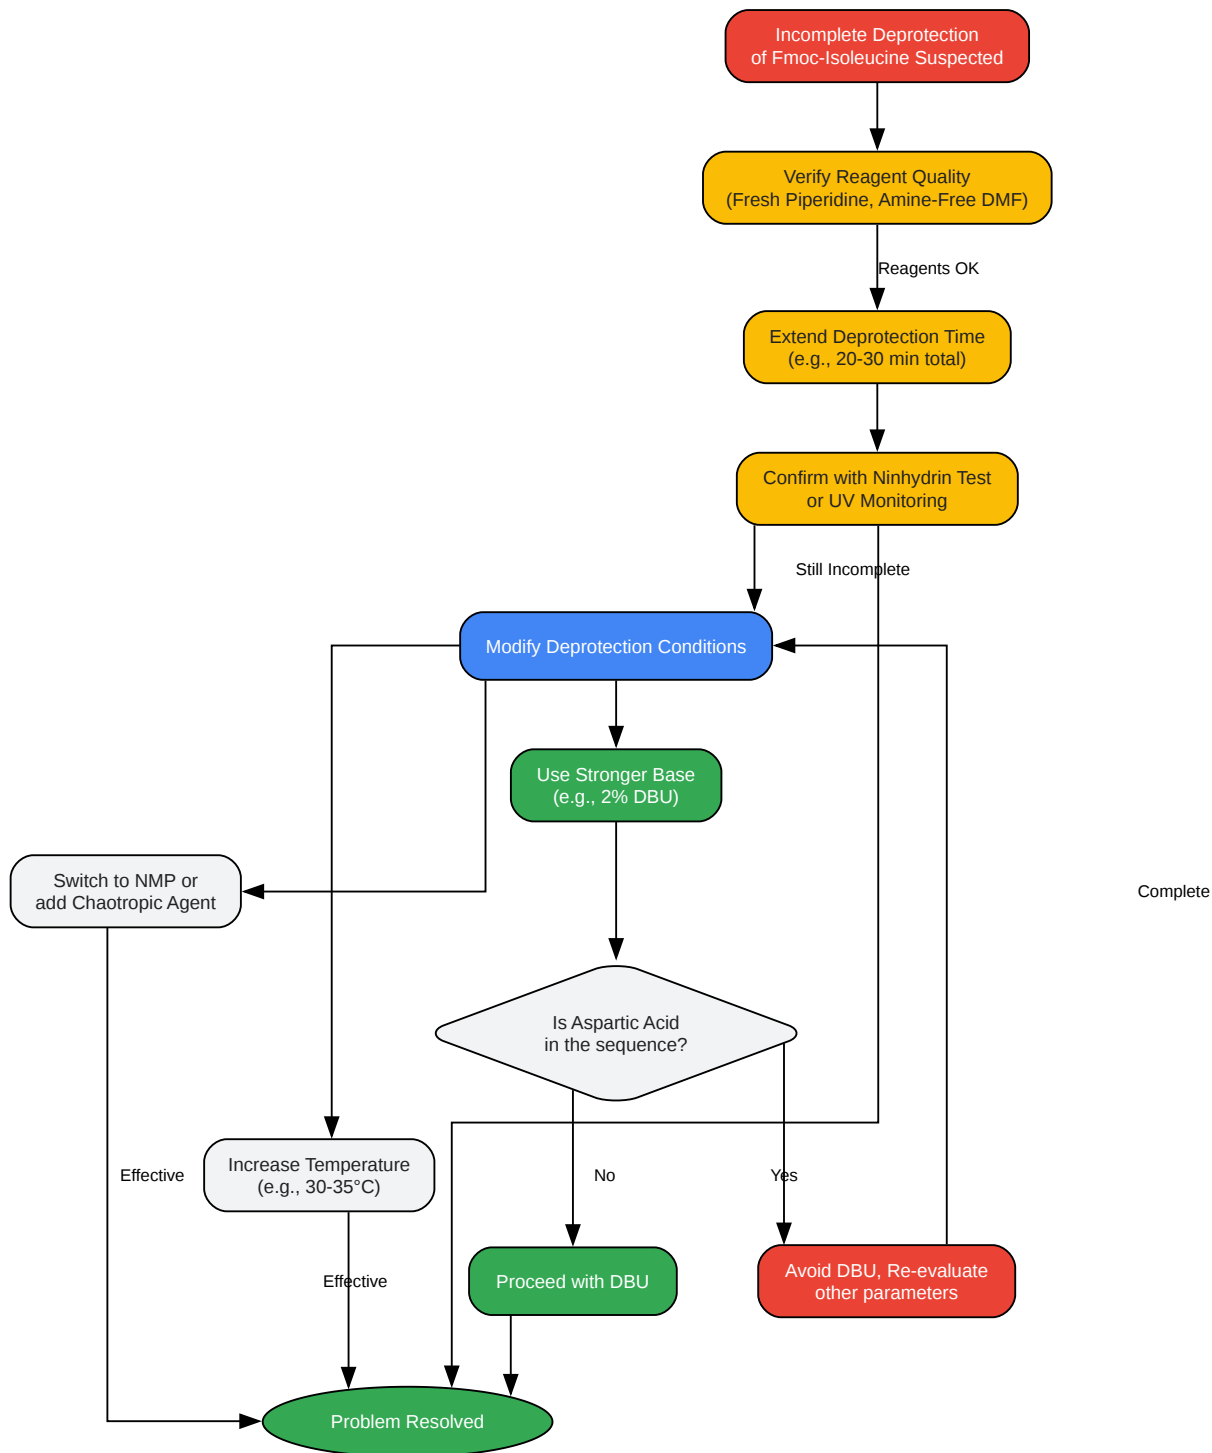 Incomplete Deprotection
of Fmoc-Isoleucine Suspected
Verify Reagent Quality
(Fresh Piperidine, Amine-Free DMF)
Reagents OK
Extend Deprotection Time
(e.g., 20-30 min total)
Confirm with Ninhydrin Test
or UV Monitoring
Still Incomplete
Modify Deprotection Conditions
Use Stronger Base
(e.g., 2% DBU)
Switch to NMP or
add Chaotropic Agent
Complete
Is Aspartic Acid
in the sequence?
Increase Temperature
(e.g., 30-35°C)
Effective
No
Yes
Effective
Proceed with DBU
Avoid DBU, Re-evaluate
other parameters
Problem Resolved